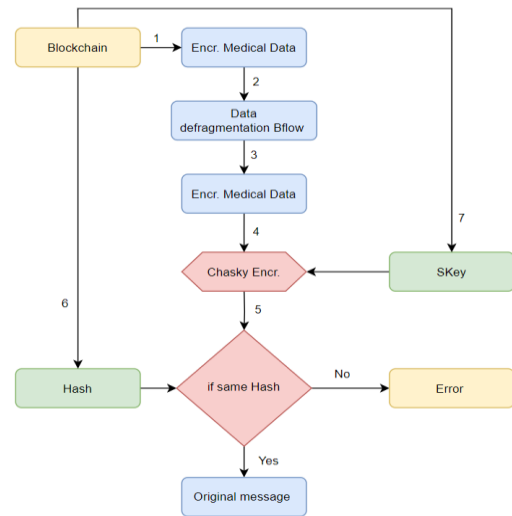 Blockchain
1
Encr. Medical Data
2
Data
defragmentation Bflow
3
Encr. Medical Data
4
7
Chasky Encr.
SKey
5
6
Hash
if same Hash
No
Error
Yes
Original message